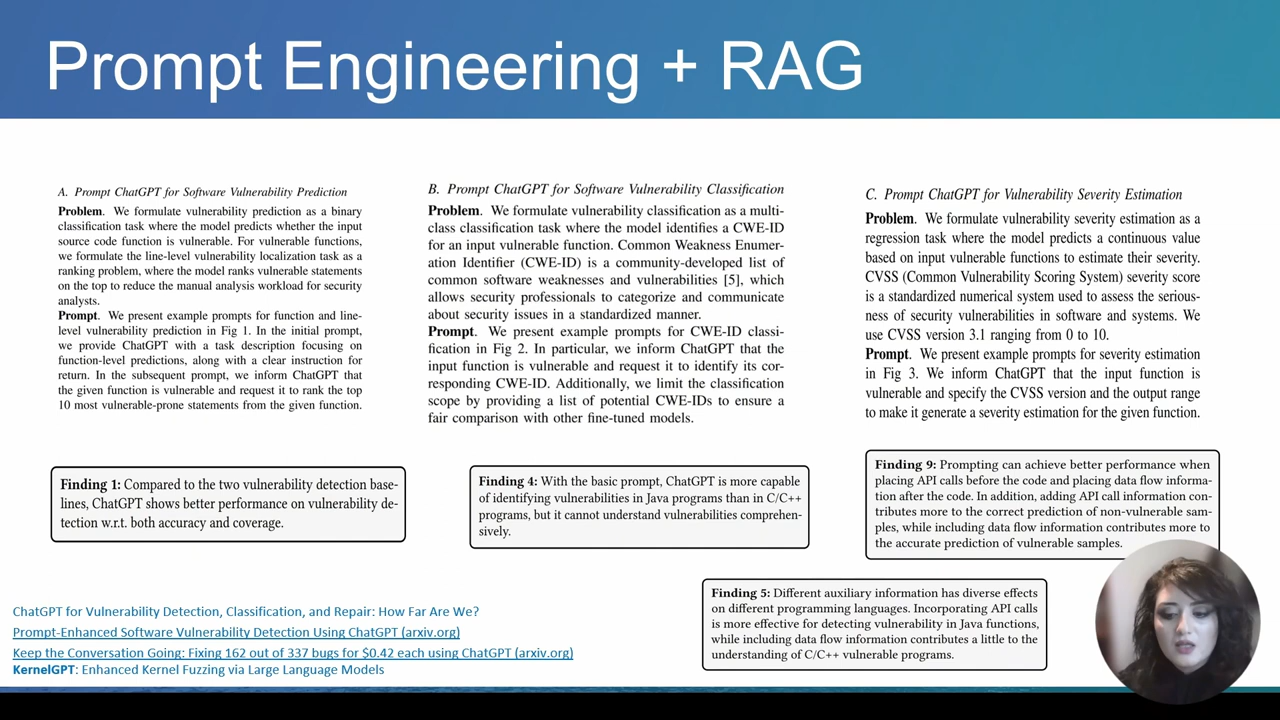 Prompt Engineering + RAG
A. Prompt ChatGPT for Software Vulnerability Prediction
Problem. We formulate vulnerability prediction as a binary
classification task where the model predicts whether the input
source code function is vulnerable. For vulnerable functions,
we formulate the line-level vulnerability localization task as a
ranking problem, where the model ranks vulnerable statements
on the top to reduce the manual analysis workload for security
analysts.
Prompt. We present example prompts for function and line-
level vulnerability prediction in Fig 1. In the initial prompt,
we provide ChatGPT with a task description focusing on
function-level predictions, along with a clear instruction for
return. In the subsequent prompt, we inform ChatGPT that
the given function is vulnerable and request it to rank the top
10 most vulnerable-prone statements from the given function.
B. Prompt ChatGPT for Software Vulnerability Classification
Problem. We formulate vulnerability classification as a multi-
class classification task where the model identifies a CWE-ID
for an input vulnerable function. Common Weakness Enumer-
ation Identifier (CWE-ID) is a community-developed list of
common software weaknesses and vulnerabilities [5], which
allows security professionals to categorize and communicate
about security issues in a standardized manner.
Prompt. We present example prompts for CWE-ID classi-
fication in Fig 2. In particular, we inform ChatGPT that the
input function is vulnerable and request it to identify its cor-
responding CWE-ID. Additionally, we limit the classification
scope by providing a list of potential CWE-IDs to ensure a
fair comparison with other fine-tuned models.
C. Prompt ChatGPT for Vulnerability Severity Estimation
Problem. We formulate vulnerability severity estimation as a
regression task where the model predicts a continuous value
based on input vulnerable functions to estimate their severity.
CVSS (Common Vulnerability Scoring System) severity score
is a standardized numerical system used to assess the serious-
ness of security vulnerabilities in software and systems. We
use CVSS version 3.1 ranging from 0 to 10.
Prompt. We present example prompts for severity estimation
in Fig 3. We inform ChatGPT that the input function is
vulnerable and specify the CVSS version and the output range
to make it generate a severity estimation for the given function.
Finding 1: Compared to the two vulnerability detection base-
lines, ChatGPT shows better performance on vulnerability de-
tection w.r.t. both accuracy and coverage.
Finding 4: With the basic prompt, ChatGPT is more capable
of identifying vulnerabilities in Java programs than in C/C++
programs, but it cannot understand vulnerabilities comprehen-
sively.
Finding 9: Prompting can achieve better performance when
placing API calls before the code and placing data flow informa-
tion after the code. In addition, adding API call information con-
tributes more to the correct prediction of non-vulnerable sam-
ples, while including data flow information contributes more to
the accurate prediction of vulnerable samples.
Finding 5: Different auxiliary information has diverse effects
on different programming languages. Incorporating API calls
is more effective for detecting vulnerability in Java functions,
while including data flow information contributes a little to the
understanding of C/C++ vulnerable programs.
ChatGPT for Vulnerability Detection, Classification, and Repair: How Far Are We?
Prompt-Enhanced Software Vulnerability Detection Using ChatGPT (arxiv.org)
Keep the Conversation Going: Fixing 162 out of 337 bugs for $0.42 each using ChatGPT (arxiv.org)
KernelGPT: Enhanced Kernel Fuzzing via Large Language Models